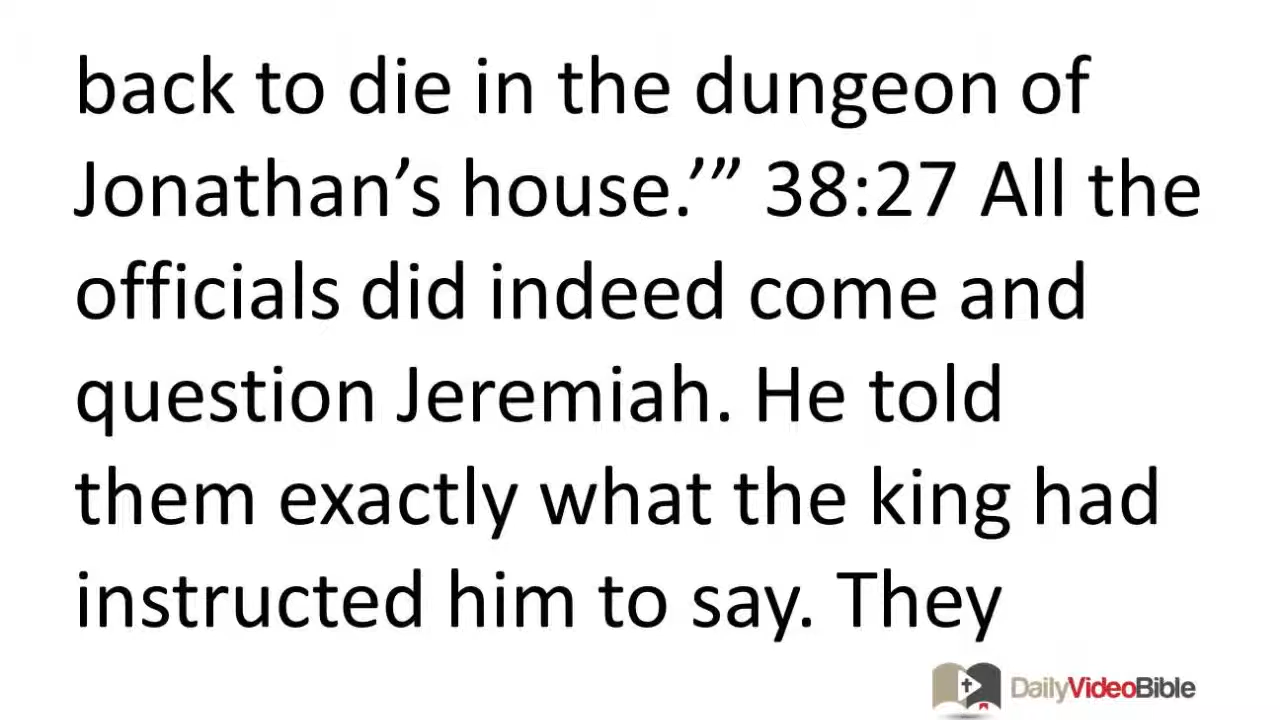 back to die in the dungeon of
Jonathan’s house.’” 38:27 All the
officials did indeed come and
question Jeremiah. He told
them exactly what the king had
instructed him to say. They
DailyVideoBible